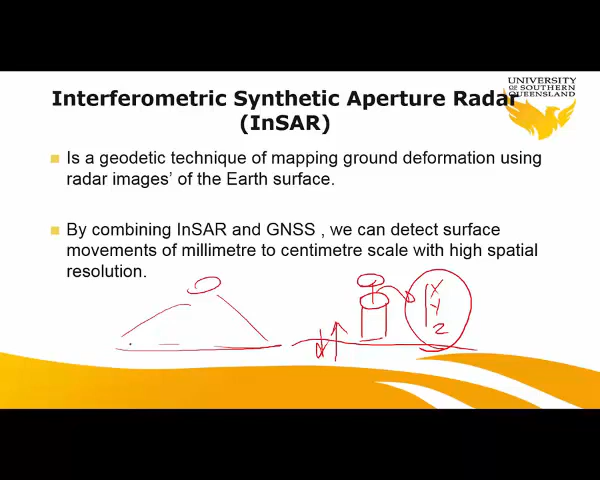 UNIVERSITY
OF SOUTHERN
QUEENSLAND
Interferometric Synthetic Aperture Radar
(InSAR)
Is a geodetic technique of mapping ground deformation using
radar images' of the Earth surface.
By combining InSAR and GNSS , we can detect surface
movements of millimetre to centimetre scale with high spatial
resolution.
X
Y
Z